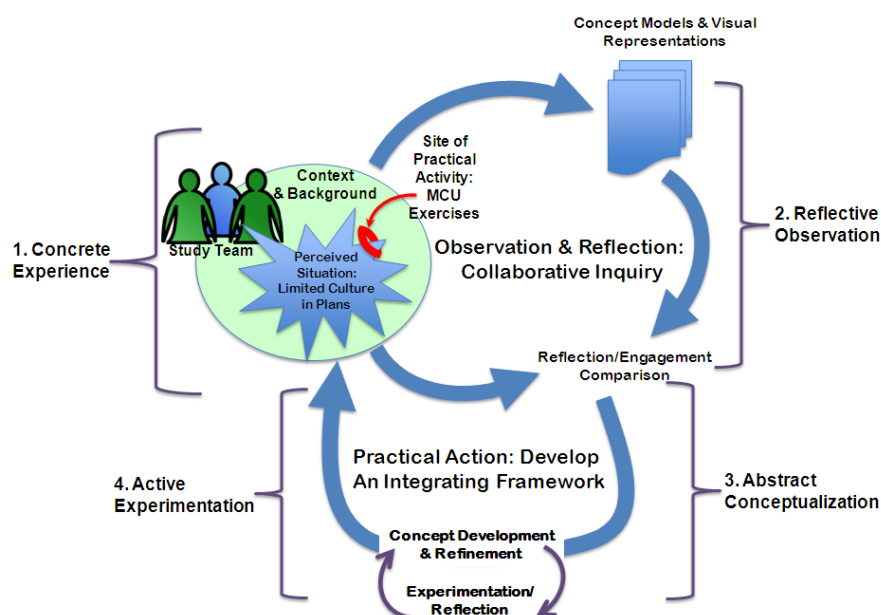 Concept Models & Visual
Representations
Site of
Practical
Activity:
MCU
Exercises
Context
& Background
Study Team
Perceived
Situation:
Limited Culture
in Plans
1. Concrete
Experience
Observation & Reflection:
Collaborative Inquiry
2. Reflective
Observation
Reflection/Engagement
Comparison
Practical Action: Develop
An Integrating Framework
4. Active
Experimentation
3. Abstract
Conceptualization
Concept Development
& Refinement
Experimentation/
Reflection